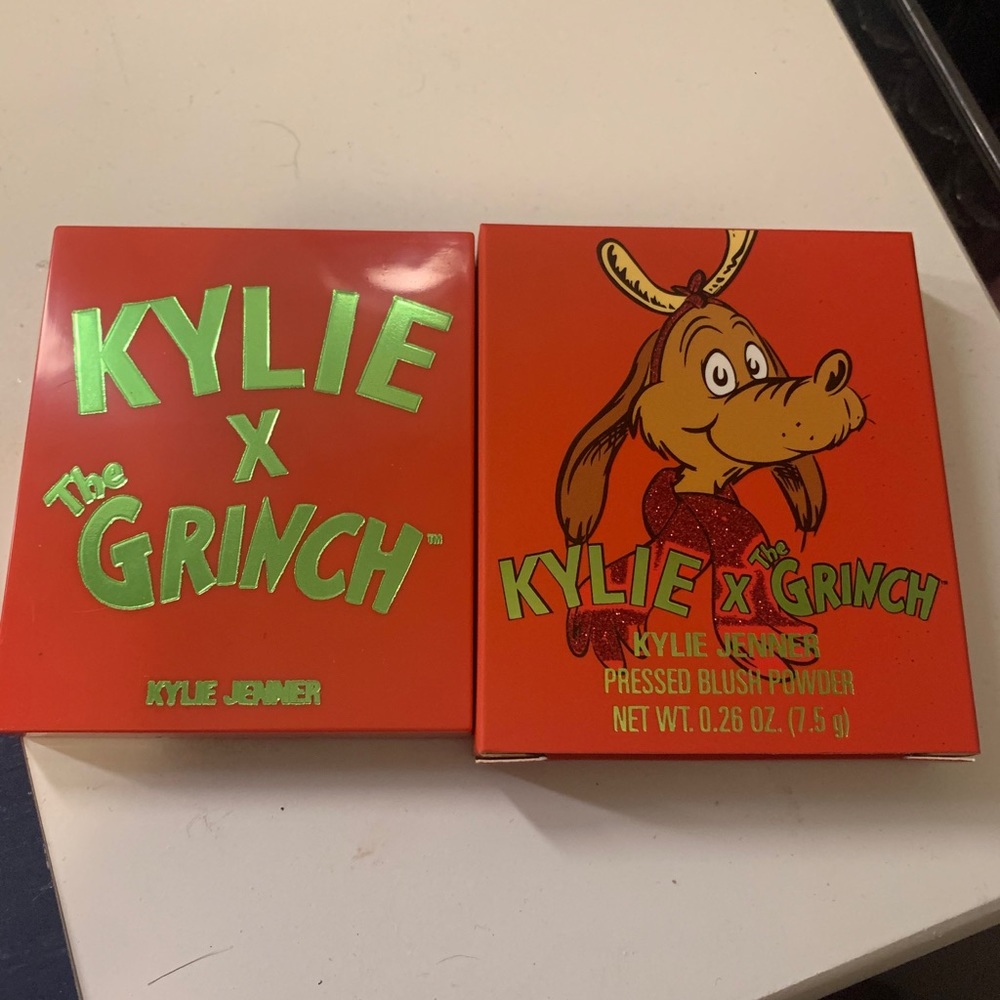 KYLIE
X
The
GRINCH™
KYLIE JENNER
KYLIE X The GRINCH
KYLIE JENNER
PRESSED BLUSH POWDER
NET WT. 0.26 OZ. (7.5 g)